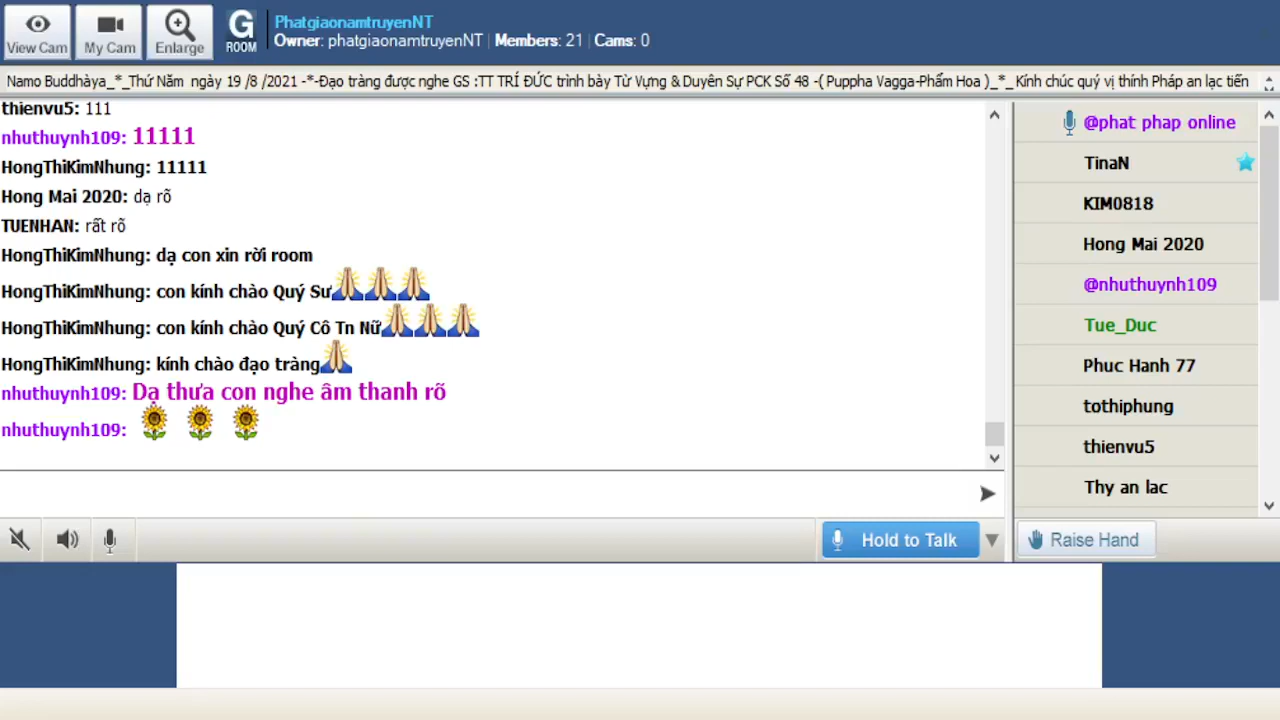 PhatgiaonamtruyenNT
Owner: phatgiaonamtruyenNT | Members: 21 | Cams: 0
View Cam
My Cam
Enlarge
G
ROOM
Namo Buddhàya_*_Thứ Năm ngày 19 /8 /2021 -*-Đạo tràng được nghe GS :TT TRÍ ĐỨC trình bày Từ Vựng & Duyên Sự PCK Số 48 -( Puppha Vagga-Phẩm Hoa )_*_ Kính chúc quý vị thính Pháp an lạc tiến
thienvu5: 111
nhuthuynh109: 11111
HongThiKimNhung: 11111
Hong Mai 2020: dạ rõ
TUENHAN: rất rõ
HongThiKimNhung: dạ con xin rời room
HongThiKimNhung: con kính chào Quý Sư
HongThiKimNhung: con kính chào Quý Cô Tn Nữ
HongThiKimNhung: kính chào đạo tràng
nhuthuynh109: Dạ thưa con nghe âm thanh rõ
nhuthuynh109:
@phat phap online
TinaN
KIM0818
Hong Mai 2020
@nhuthuynh109
Tue_Duc
Phuc Hanh 77
tothiphung
thienvu5
Thy an lac
Hold to Talk
Raise Hand